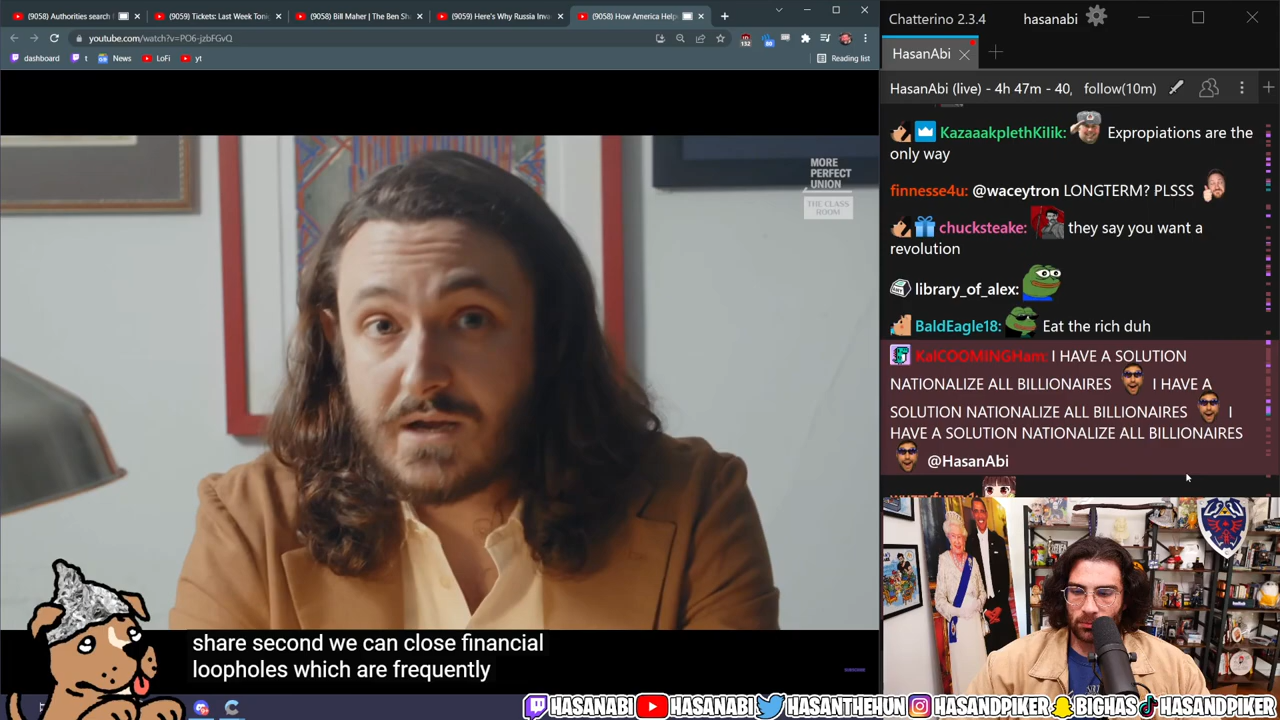 (9058) Authorities search
(9059) Tickets: Last Week Toni
(9058) Bill Maher | The Ben Sh
(9059) Here's Why Russia Inva
(9058) How America Help
Chatterino 2.3.4
hasanabi
youtube.com/watch?v=PO6-jzbFGvQ
132
80
dashboard
t
News
LoFi
yt
Reading list
HasanAbi
HasanAbi (live) - 4h 47m - 40,
follow(10m)
MORE
PERFECT
UNION
THE CLASS
ROOM
KazaaakplethKilik: Expropiations are the
only way
finnesse4u: @waceytron LONGTERM? PLSSS
chucksteake: they say you want a
revolution
library_of_alex:
BaldEagle18: Eat the rich duh
KalCOOMINGHam: I HAVE A SOLUTION
NATIONALIZE ALL BILLIONAIRES I HAVE A
SOLUTION NATIONALIZE ALL BILLIONAIRES I
HAVE A SOLUTION NATIONALIZE ALL BILLIONAIRES
@HasanAbi
share second we can close financial
loopholes which are frequently
SUBSCRIBE
HASANABI
HASANABI
HASANTHEHUN
HASANDPIKER
BIGHAS
HASANDPIKER